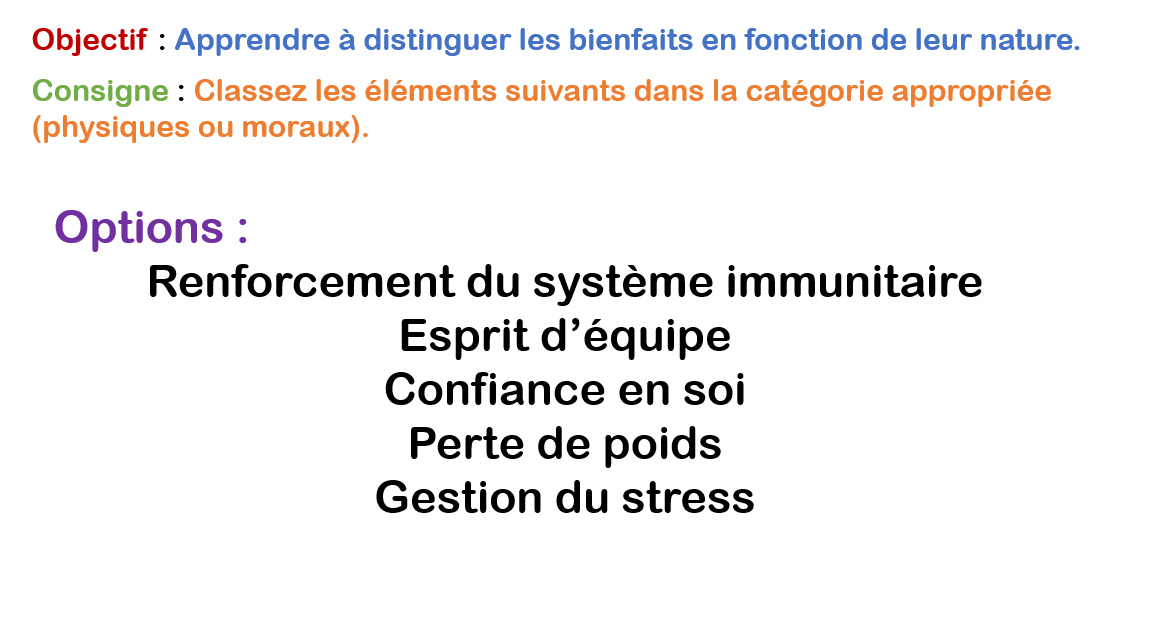 Objectif : Apprendre à distinguer les bienfaits en fonction de leur nature.
Consigne : Classez les éléments suivants dans la catégorie appropriée
(physiques ou moraux).
Options :
Renforcement du système immunitaire
Esprit d’équipe
Confiance en soi
Perte de poids
Gestion du stress